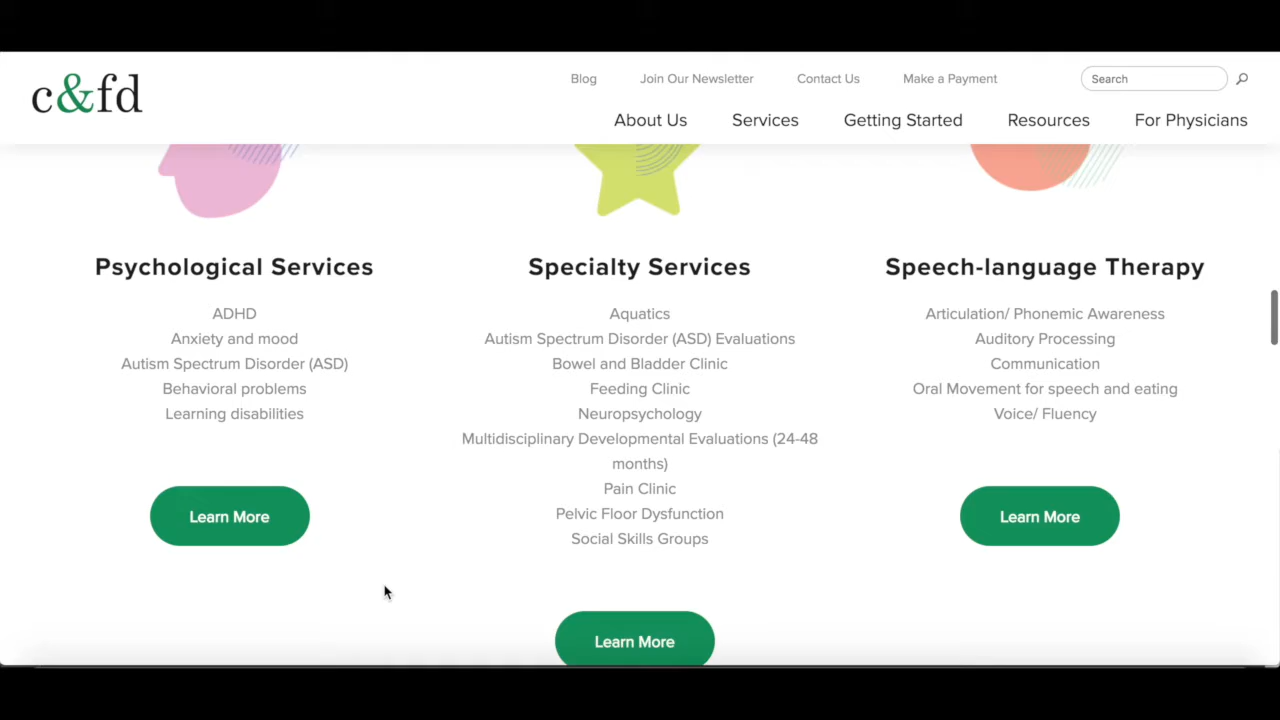 c&fd
Blog
Join Our Newsletter
Contact Us
Make a Payment
Search
About Us
Services
Getting Started
Resources
For Physicians
Psychological Services
ADHD
Anxiety and mood
Autism Spectrum Disorder (ASD)
Behavioral problems
Learning disabilities
Learn More
Specialty Services
Aquatics
Autism Spectrum Disorder (ASD) Evaluations
Bowel and Bladder Clinic
Feeding Clinic
Neuropsychology
Multidisciplinary Developmental Evaluations (24-48
months)
Pain Clinic
Pelvic Floor Dysfunction
Social Skills Groups
Learn More
Speech-language Therapy
Articulation/ Phonemic Awareness
Auditory Processing
Communication
Oral Movement for speech and eating
Voice/ Fluency
Learn More